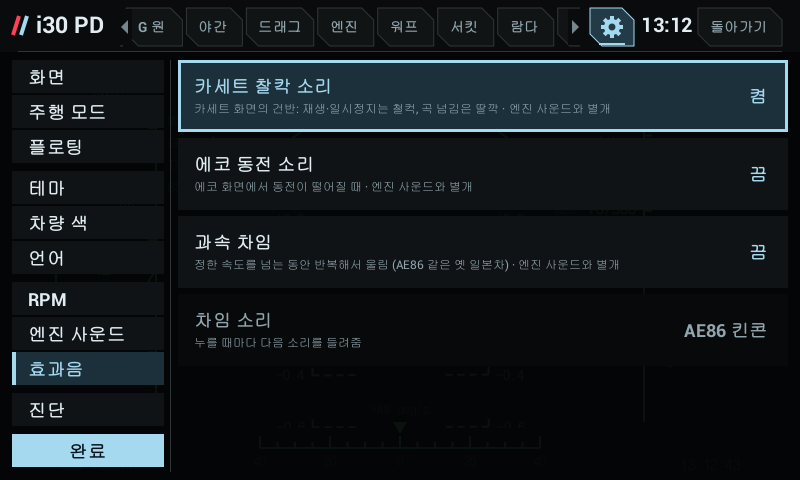 i30 PD
G 원
야간
드래그
엔진
워프
서킷
람다
13:12
돌아가기
화면
주행 모드
플로팅
테마
차량 색
언어
RPM
엔진 사운드
효과음
진단
완료
카세트 찰칵 소리
카세트 화면의 건반: 재생·일시정지는 철컥, 곡 넘김은 딸깍 · 엔진 사운드와 별개
켬
에코 동전 소리
에코 화면에서 동전이 떨어질 때 · 엔진 사운드와 별개
끔
과속 차임
정한 속도를 넘는 동안 반복해서 울림 (AE86 같은 옛 일본차) · 엔진 사운드와 별개
끔
차임 소리
누를 때마다 다음 소리를 들려줌
AE86 킨콘